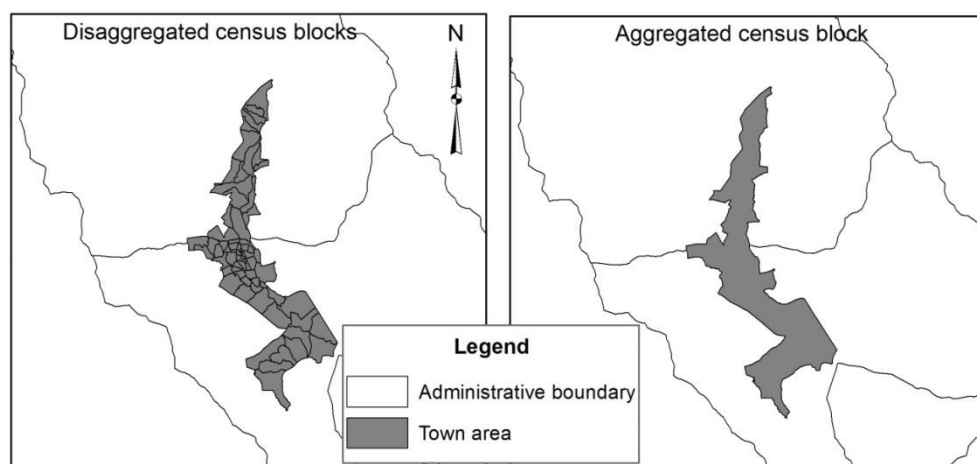 Disaggregated census blocks
N
Aggregated census block
Legend
Administrative boundary
Town area